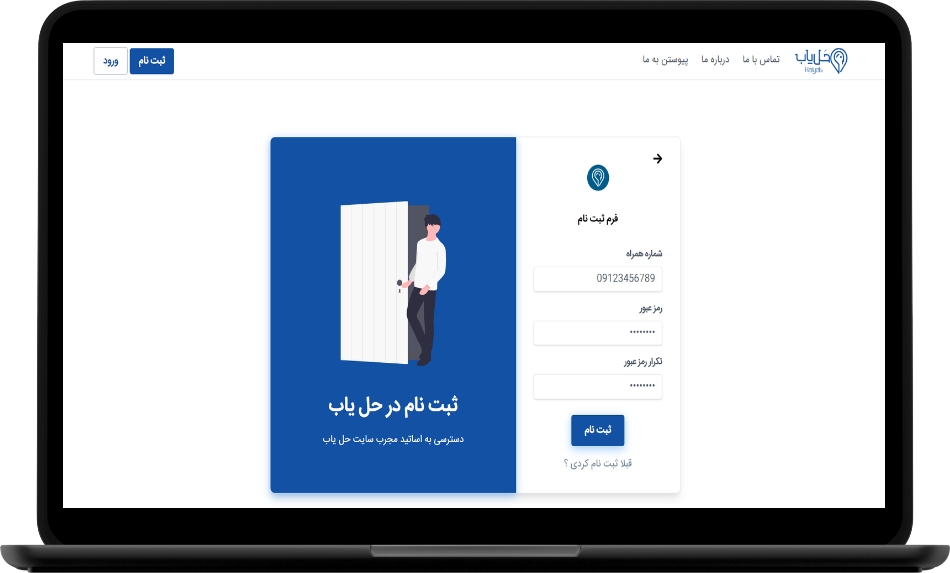 حل یاب
Halyab
تماس با ما
درباره ما
پیوستن به ما
ثبت نام
ورود
فرم ثبت نام
شماره همراه
09123456789
رمز عبور
••••••••
تکرار رمز عبور
••••••••
ثبت نام
قبلا ثبت نام کردی ؟
ثبت نام در حل یاب
دسترسی به اساتید مجرب سایت حل یاب